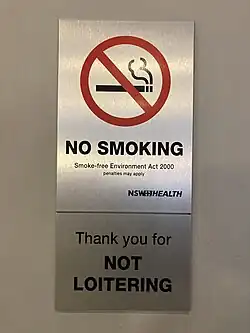 NO SMOKING
Smoke-free Environment Act 2000
penalties may apply
NSW HEALTH
Thank you for
NOT
LOITERING